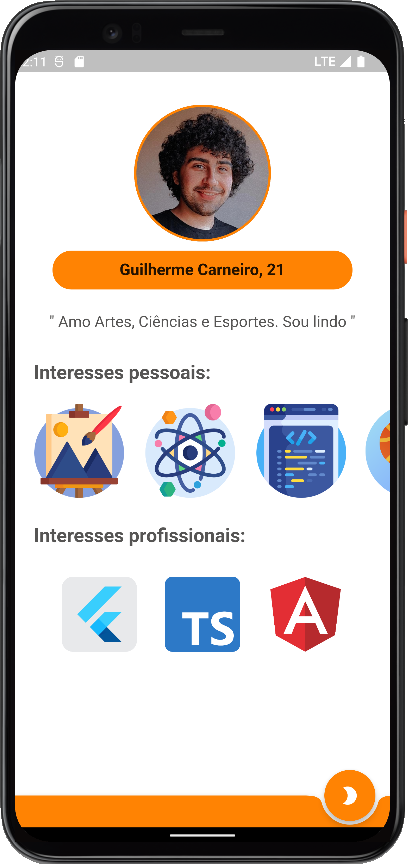 2:11
LTE
Guilherme Carneiro, 21
" Amo Artes, Ciências e Esportes. Sou lindo "
Interesses pessoais:
</>
Interesses profissionais:
TS
A